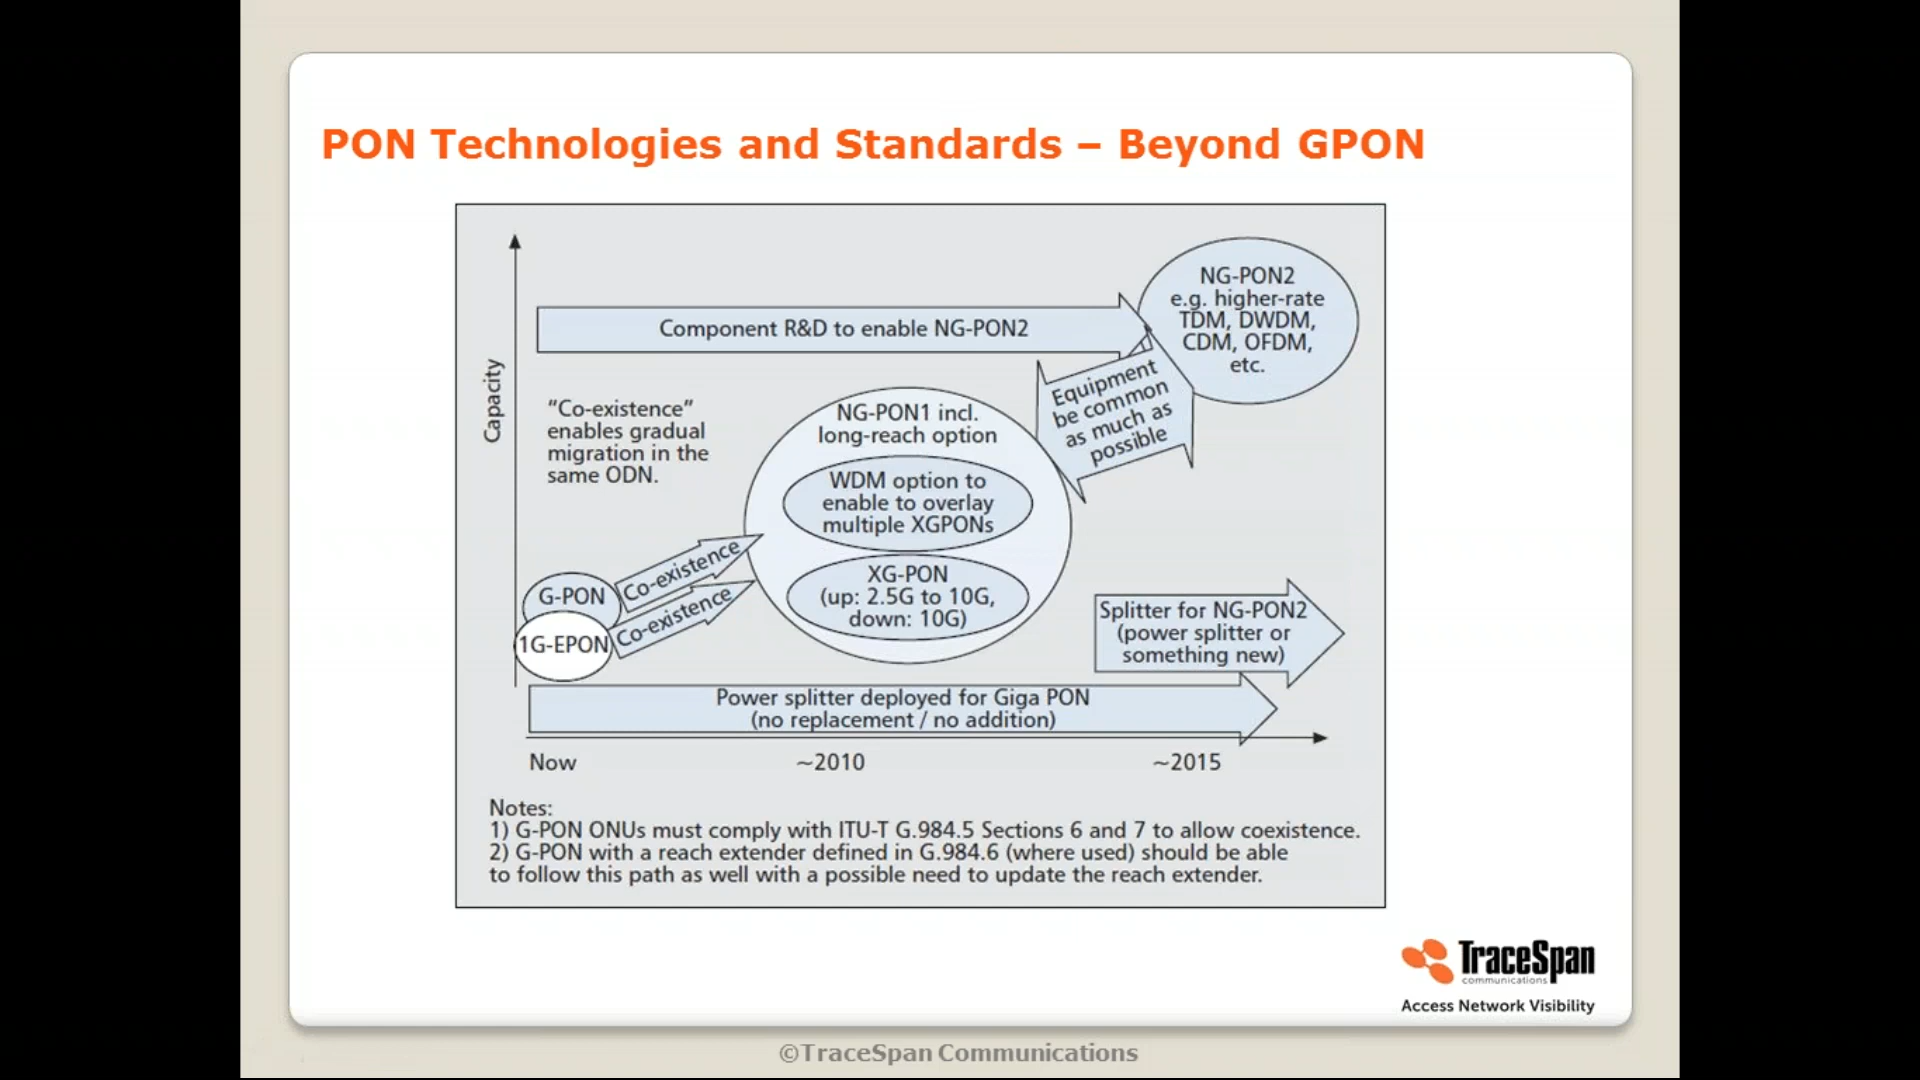 PON Technologies and Standards – Beyond GPON
Capacity
Component R&D to enable NG-PON2
NG-PON2
e.g. higher-rate
TDM, DWDM,
CDM, OFDM,
etc.
Equipment
be common
as much as
possible
“Co-existence”
enables gradual
migration in the
same ODN.
NG-PON1 incl.
long-reach option
WDM option to
enable to overlay
multiple XGPONs
XG-PON
(up: 2.5G to 10G,
down: 10G)
Co-existence
Co-existence
G-PON
1G-EPON
Splitter for NG-PON2
(power splitter or
something new)
Power splitter deployed for Giga PON
(no replacement / no addition)
Now
~2010
~2015
Notes:
1) G-PON ONUs must comply with ITU-T G.984.5 Sections 6 and 7 to allow coexistence.
2) G-PON with a reach extender defined in G.984.6 (where used) should be able
to follow this path as well with a possible need to update the reach extender.
TraceSpan
communications
Access Network Visibility
©TraceSpan Communications